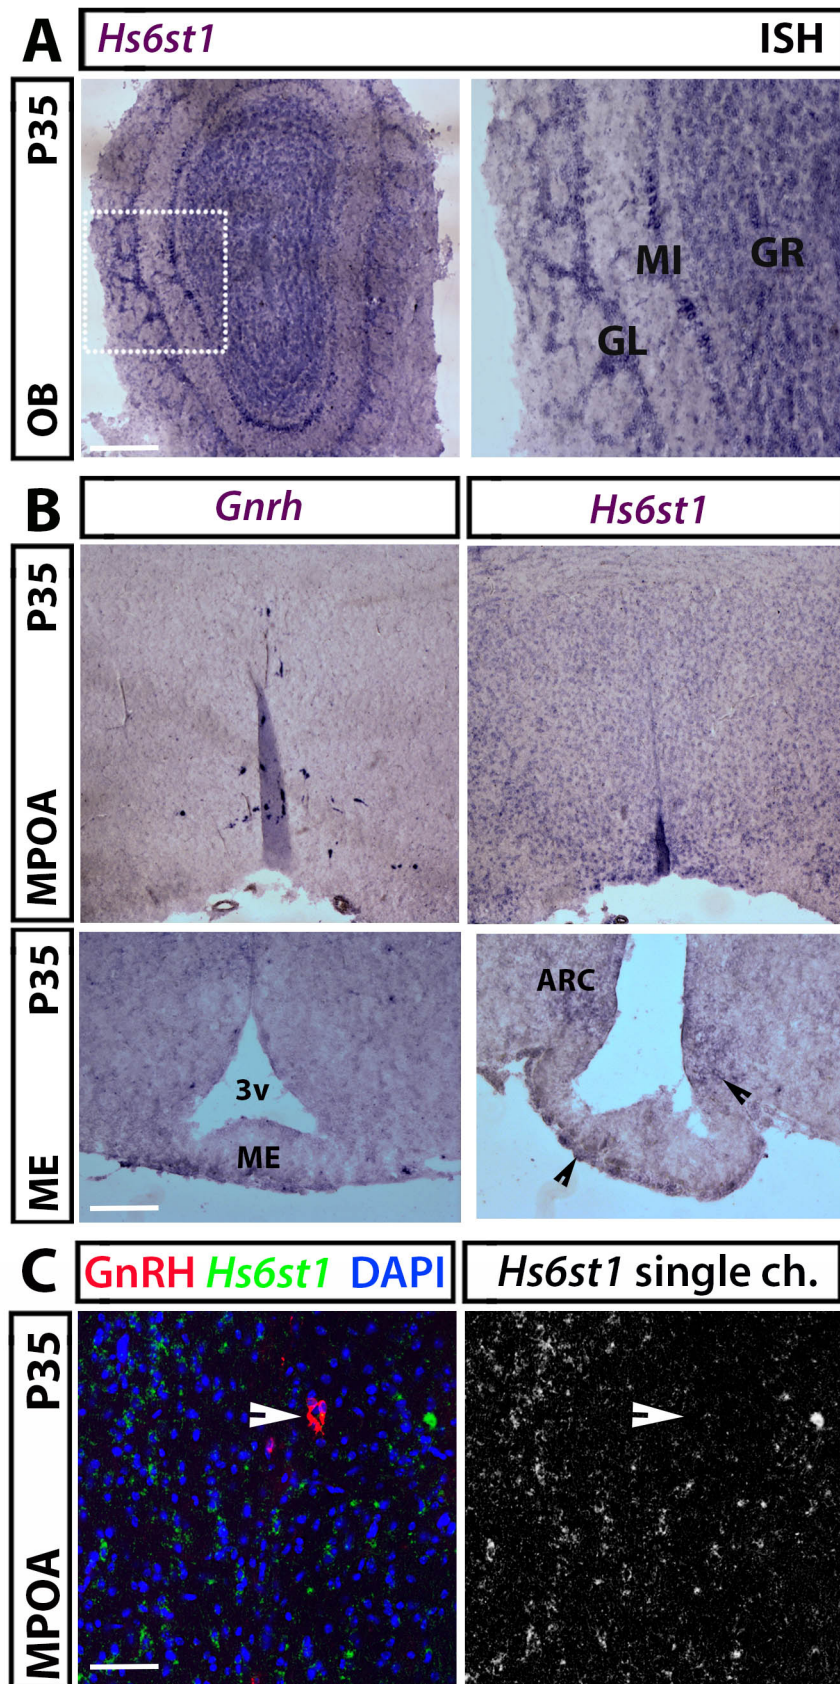 A Hs6st1 ISH
P35
OB
MI GR
GL
B Gnrh Hs6st1
P35
MPOA
P35
ME
ARC
3v
ME
C GnRH Hs6st1 DAPI Hs6st1 single ch.
P35
MPOA